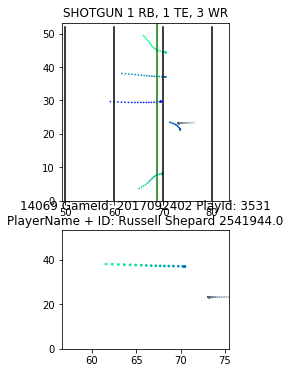 SHOTGUN 1 RB, 1 TE, 3 WR
50
40
30
20
10
0
50 60 70 80
14069 GameId: 2017092402 PlayId: 3531
PlayerName + ID: Russell Shepard 2541944.0
40
20
0
60 65 70 75